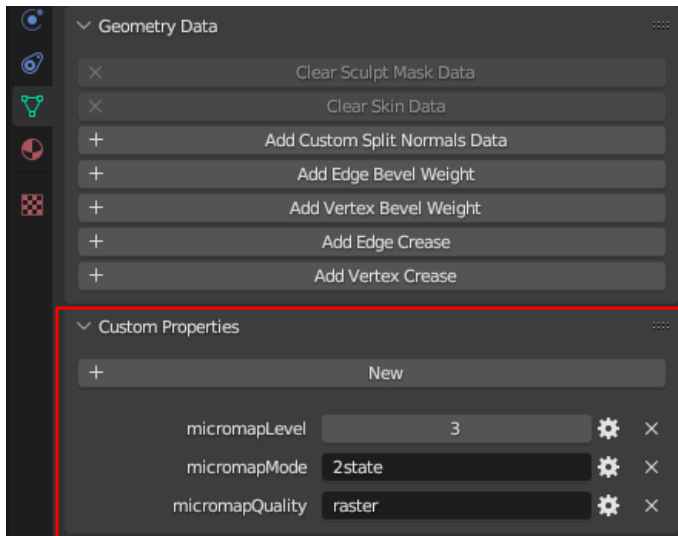 Geometry Data
Clear Sculpt Mask Data
Clear Skin Data
Add Custom Split Normals Data
Add Edge Bevel Weight
Add Vertex Bevel Weight
Add Edge Crease
Add Vertex Crease
Custom Properties
New
micromapLevel 3
micromapMode 2state
micromapQuality raster